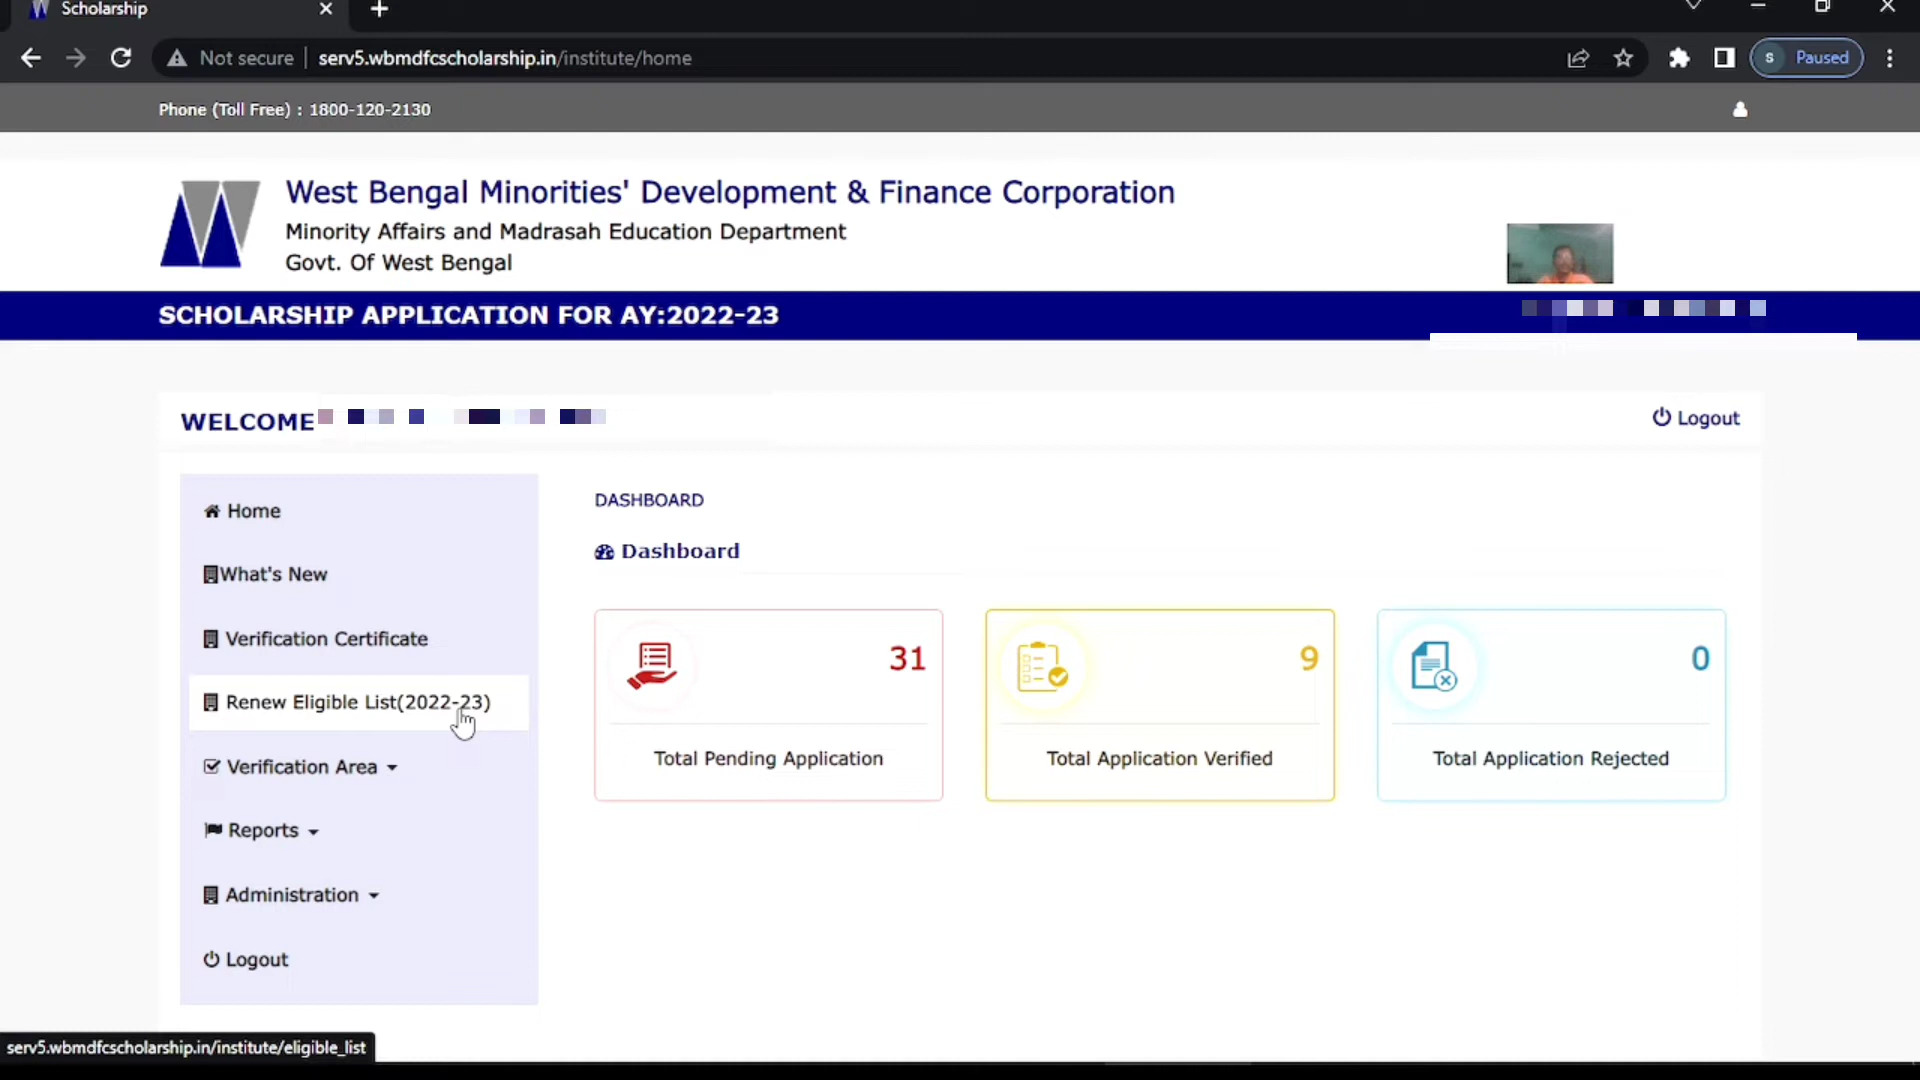 Scholarship
Not secure
serv5.wbmdfcscholarship.in/institute/home
s Paused
Phone (Toll Free) : 1800-120-2130
West Bengal Minorities' Development & Finance Corporation
Minority Affairs and Madrasah Education Department
Govt. Of West Bengal
SCHOLARSHIP APPLICATION FOR AY:2022-23
WELCOME
Logout
Home
What's New
Verification Certificate
Renew Eligible List(2022-23)
Verification Area
Reports
Administration
Logout
DASHBOARD
Dashboard
31
Total Pending Application
9
Total Application Verified
0
Total Application Rejected
serv5.wbmdfcscholarship.in/institute/eligible_list